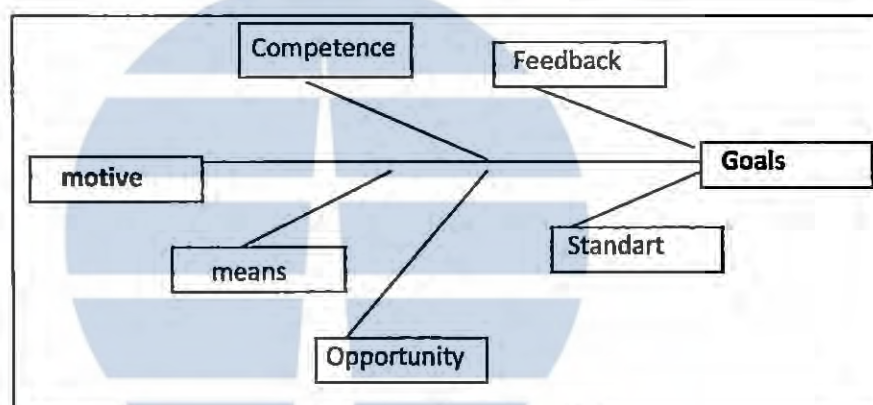 Competence
Feedback
motive
Goals
means
Standart
Opportunity